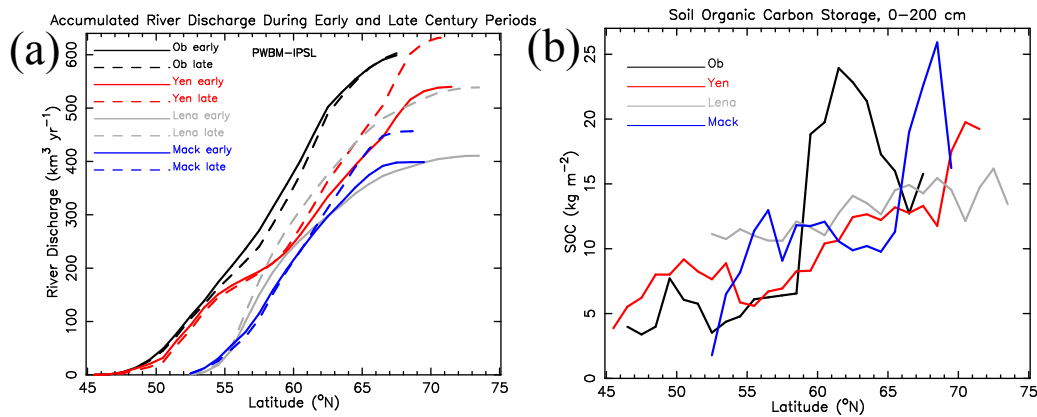 (a)
Accumulated River Discharge During Early and Late Century Periods
PWBM-IPSL
Ob early
Ob late
Yen early
Yen late
Lena early
Lena late
Mack early
Mack late
River Discharge (km³ yr⁻¹)
0 100 200 300 400 500 600
45 50 55 60 65 70 75
Latitude (°N)
(b)
Soil Organic Carbon Storage, 0-200 cm
Ob
Yen
Lena
Mack
SOC (kg m⁻²)
0 5 10 15 20 25
45 50 55 60 65 70 75
Latitude (°N)